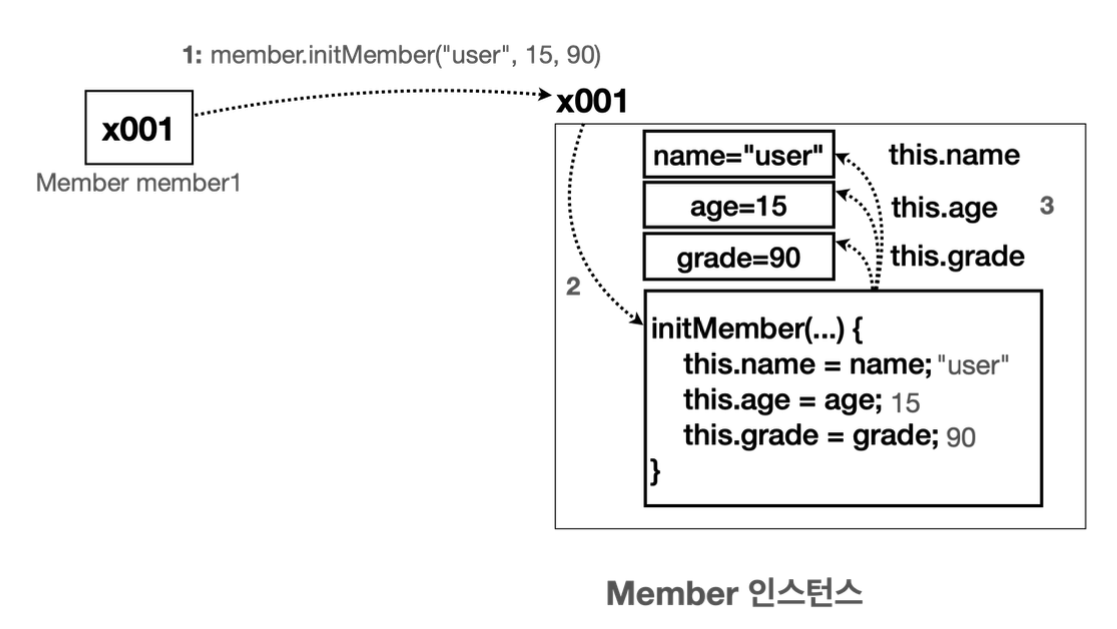 1: member.initMember("user", 15, 90)
x001
Member member1
x001
name="user"
this.name
age=15
this.age
3
grade=90
this.grade
2
initMember(...) {
this.name = name; "user"
this.age = age; 15
this.grade = grade; 90
}
Member 인스턴스